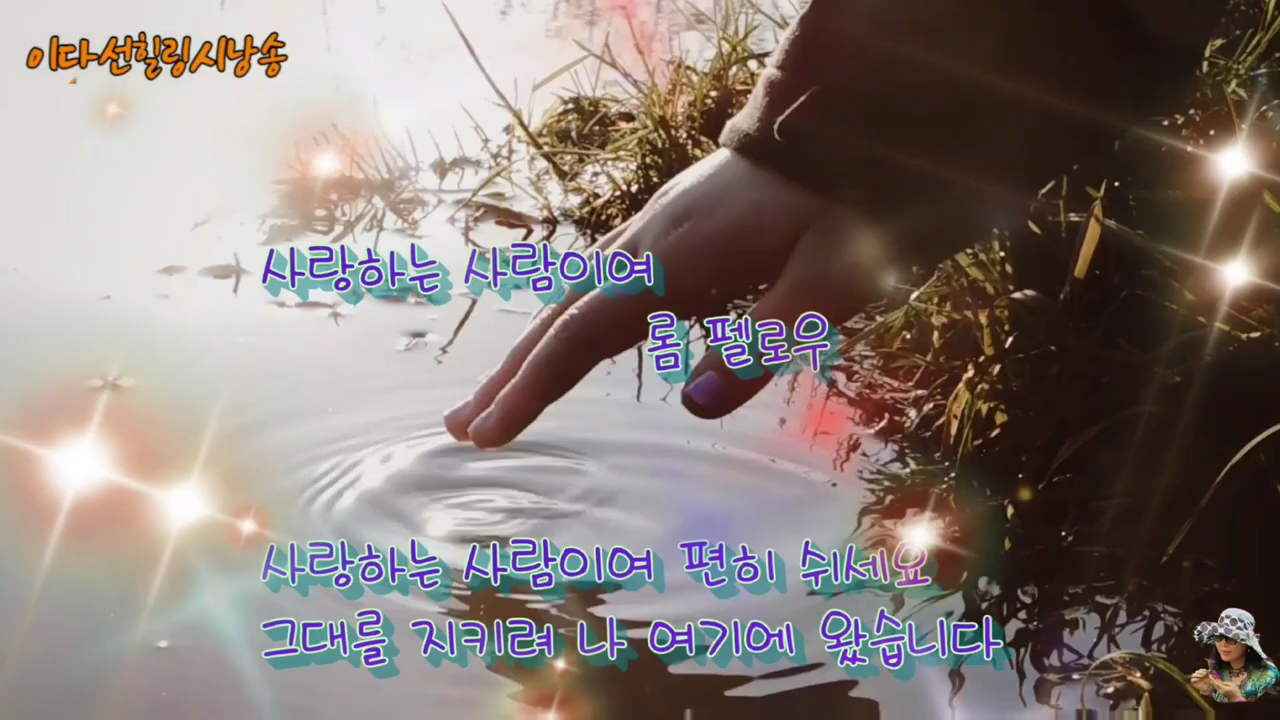 이다선힐링시낭송
사랑하는 사람이여
롬 펠로우
사랑하는 사람이여 편히 쉬세요
그대를 지키려 나 여기에 왔습니다